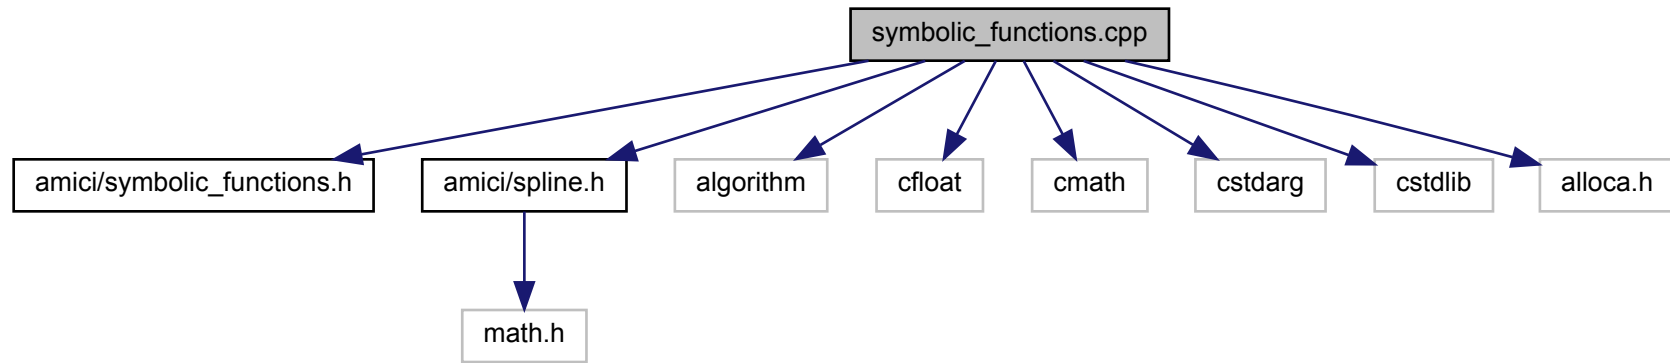 symbolic_functions.cpp
amici/symbolic_functions.h
amici/spline.h
algorithm
cfloat
cmath
cstdarg
cstdlib
alloca.h
math.h